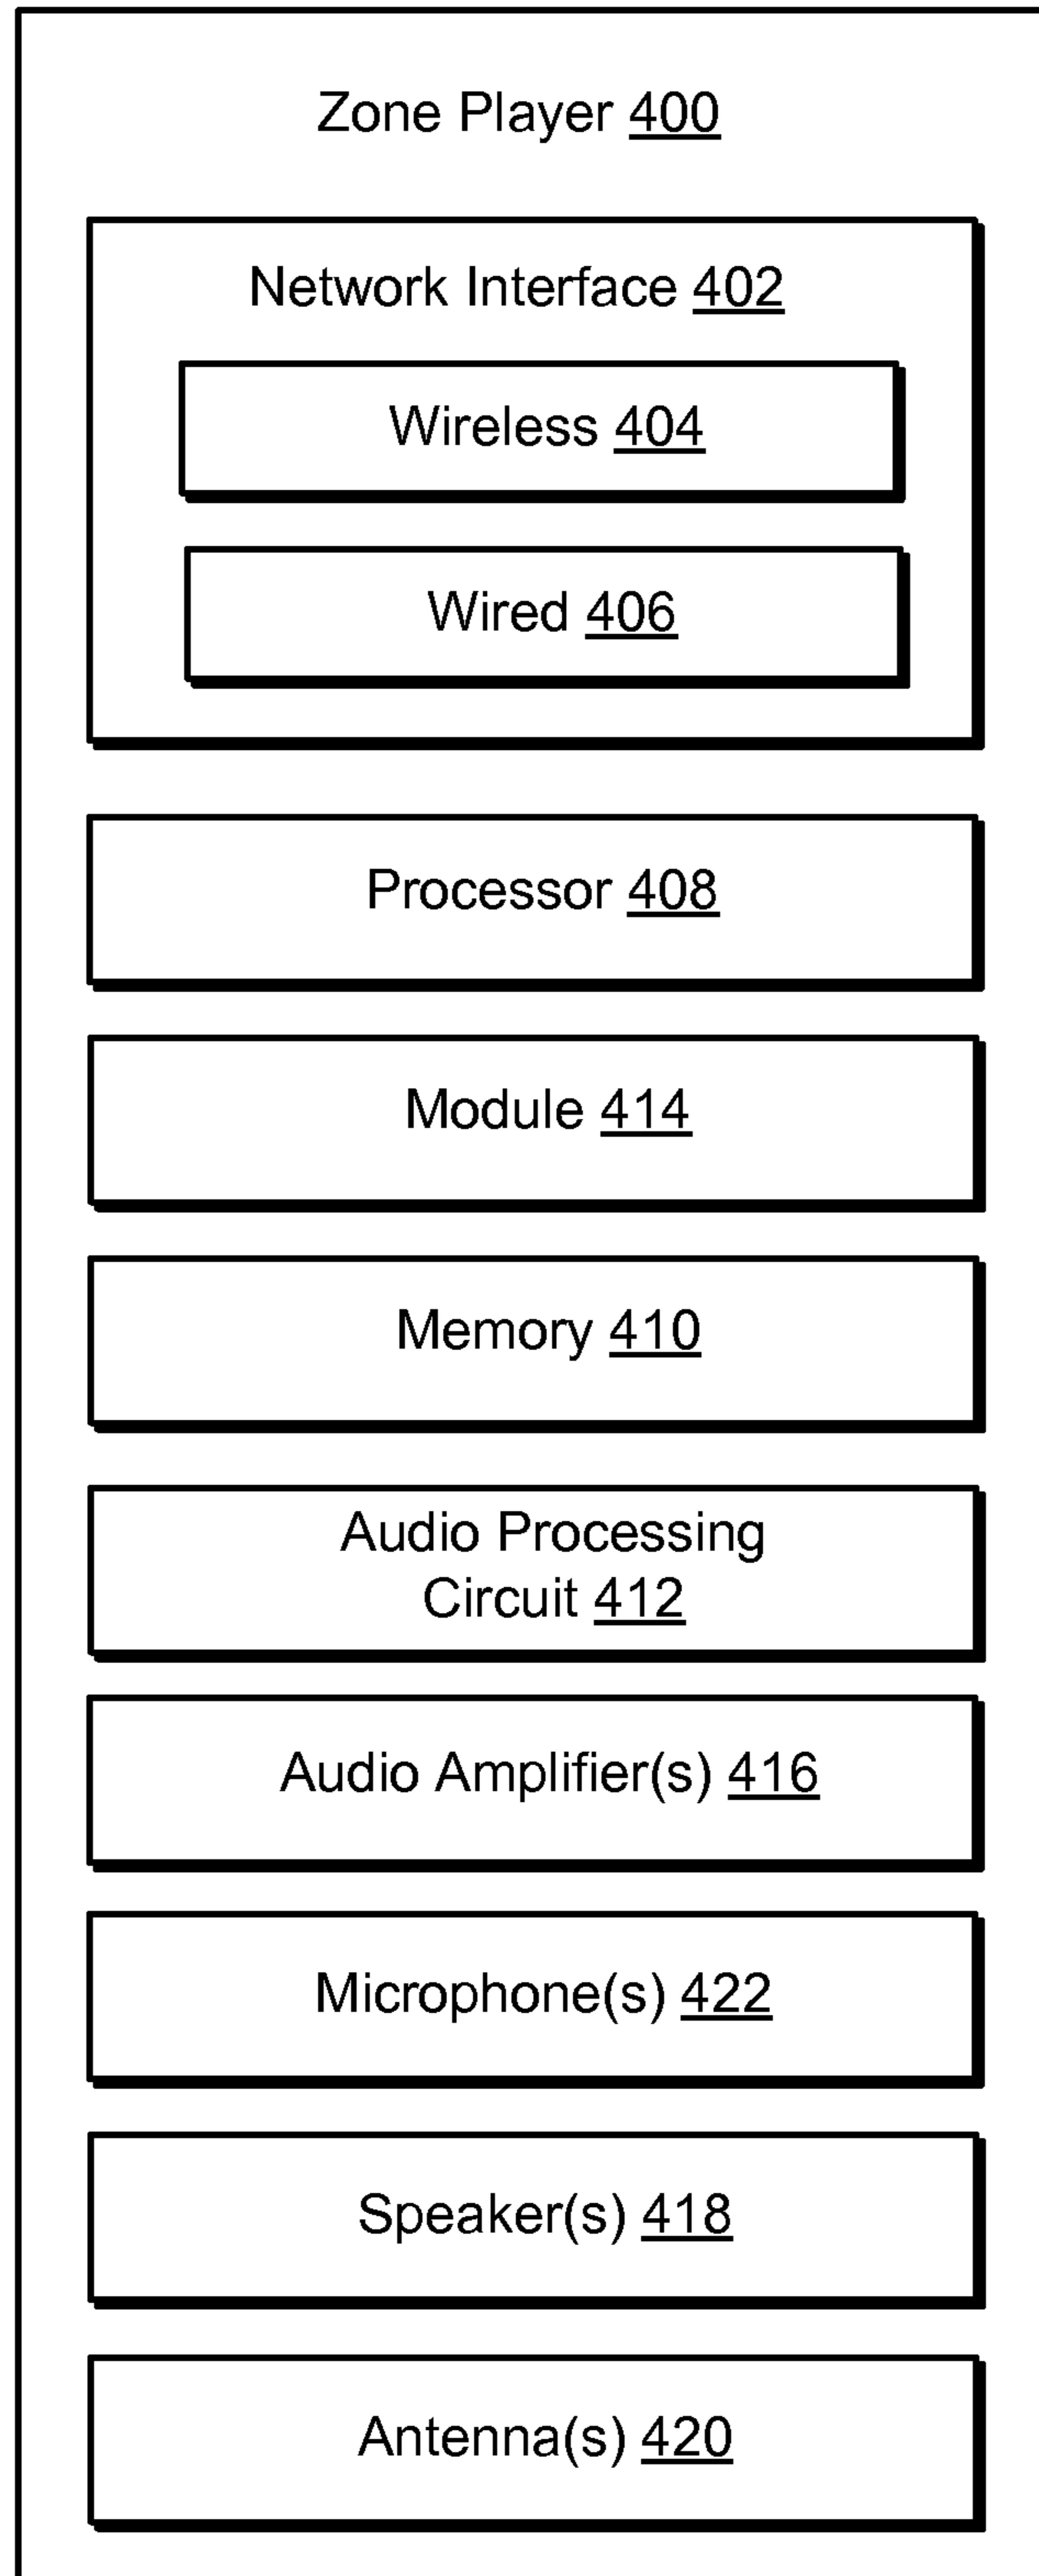 Zone Player 400
Network Interface 402
Wireless 404
Wired 406
Processor 408
Module 414
Memory 410
Audio Processing
Circuit 412
Audio Amplifier(s) 416
Microphone(s) 422
Speaker(s) 418
Antenna(s) 420